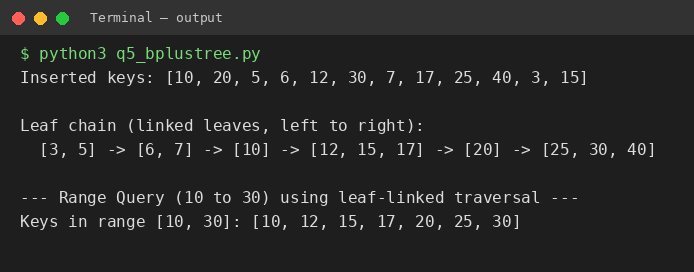 Terminal — output
$ python3 q5_bplustree.py
Inserted keys: [10, 20, 5, 6, 12, 30, 7, 17, 25, 40, 3, 15]
Leaf chain (linked leaves, left to right):
[3, 5] -> [6, 7] -> [10] -> [12, 15, 17] -> [20] -> [25, 30, 40]
--- Range Query (10 to 30) using leaf-linked traversal ---
Keys in range [10, 30]: [10, 12, 15, 17, 20, 25, 30]